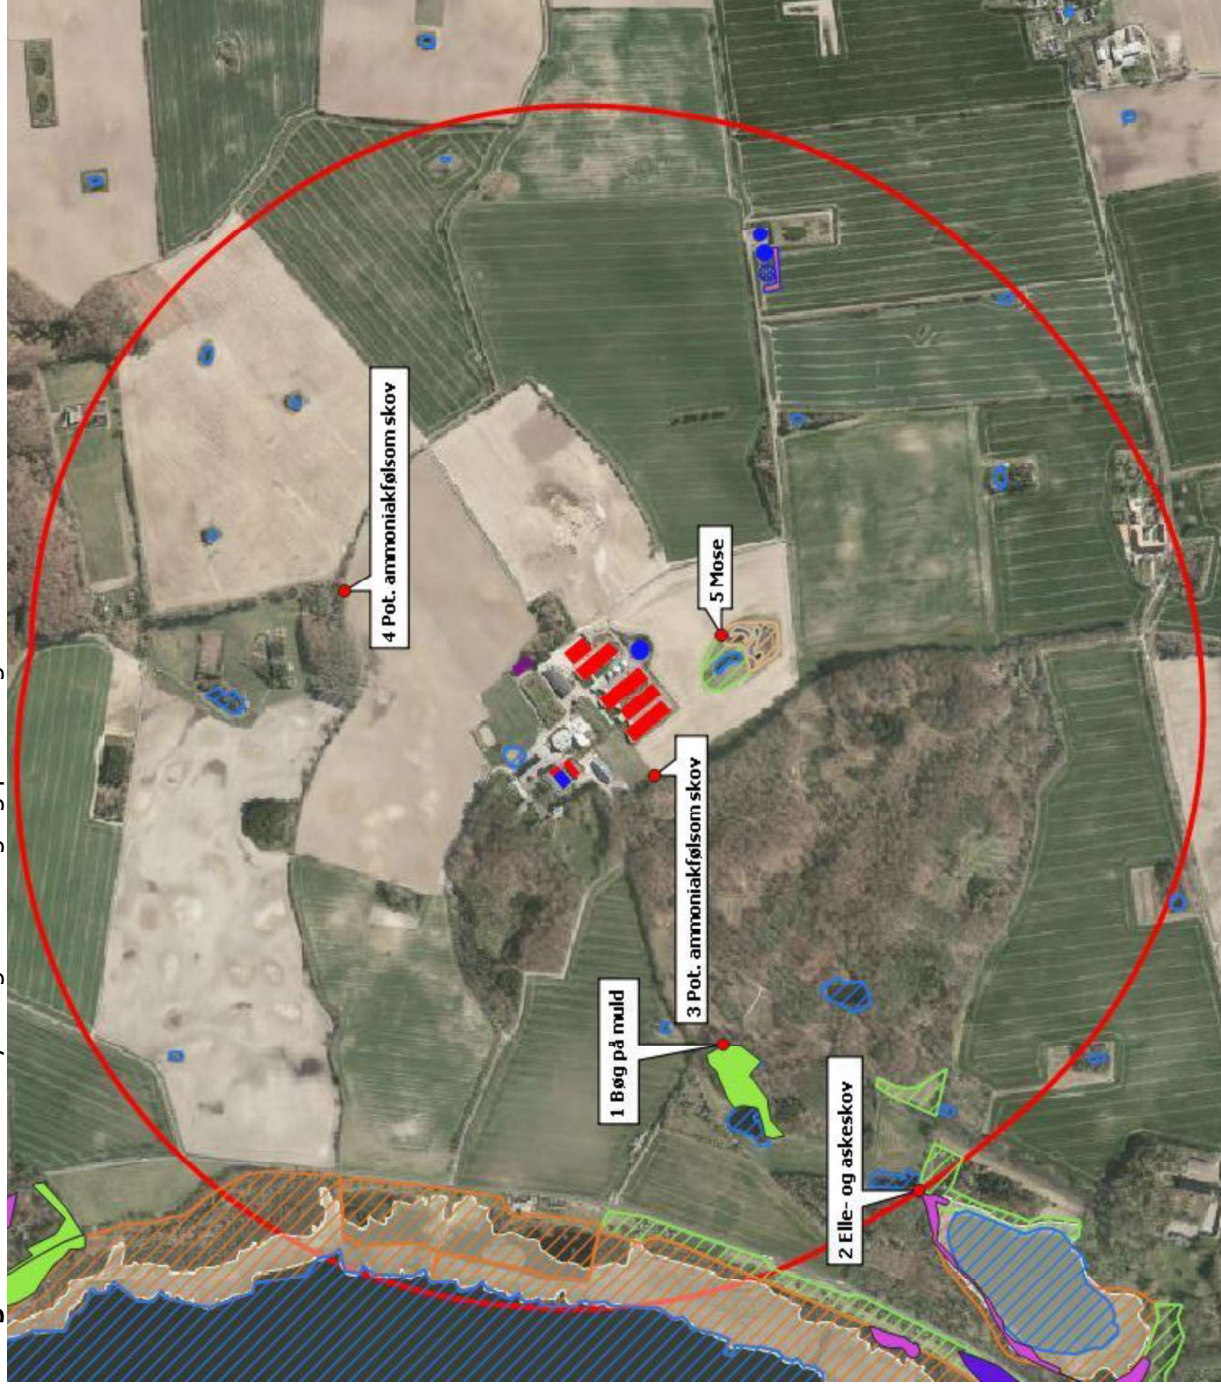 1 Bøg på muld
2 Elle- og askeskov
3 Pot. ammoniakfølsom skov
4 Pot. ammoniakfølsom skov
5 Mose